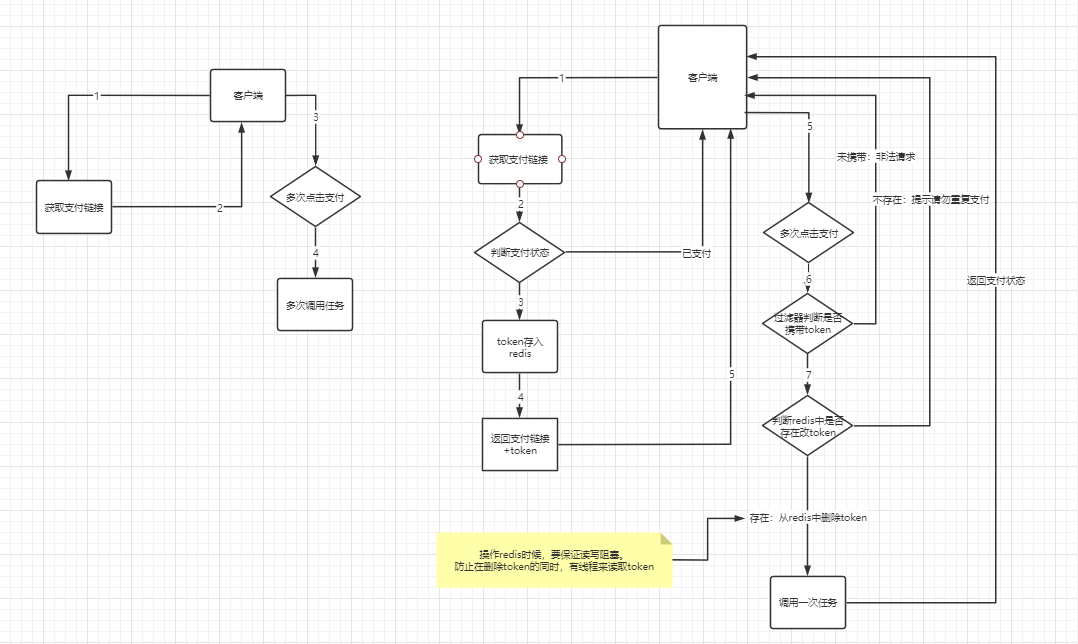 1
客户端
3
获取支付链接
2
多次点击支付
4
多次调用任务
客户端
1
获取支付链接
2
判断支付状态
已支付
3
token存入
redis
4
返回支付链接
+token
5
5
多次点击支付
6
过滤器判断是否
携带token
未携带：非法请求
7
判断redis中是否
存在改token
不存在：提示请勿重复支付
存在：从redis中删除token
调用一次任务
返回支付状态
操作redis时候，要保证读写阻塞。
防止在删除token的同时，有线程来读取token